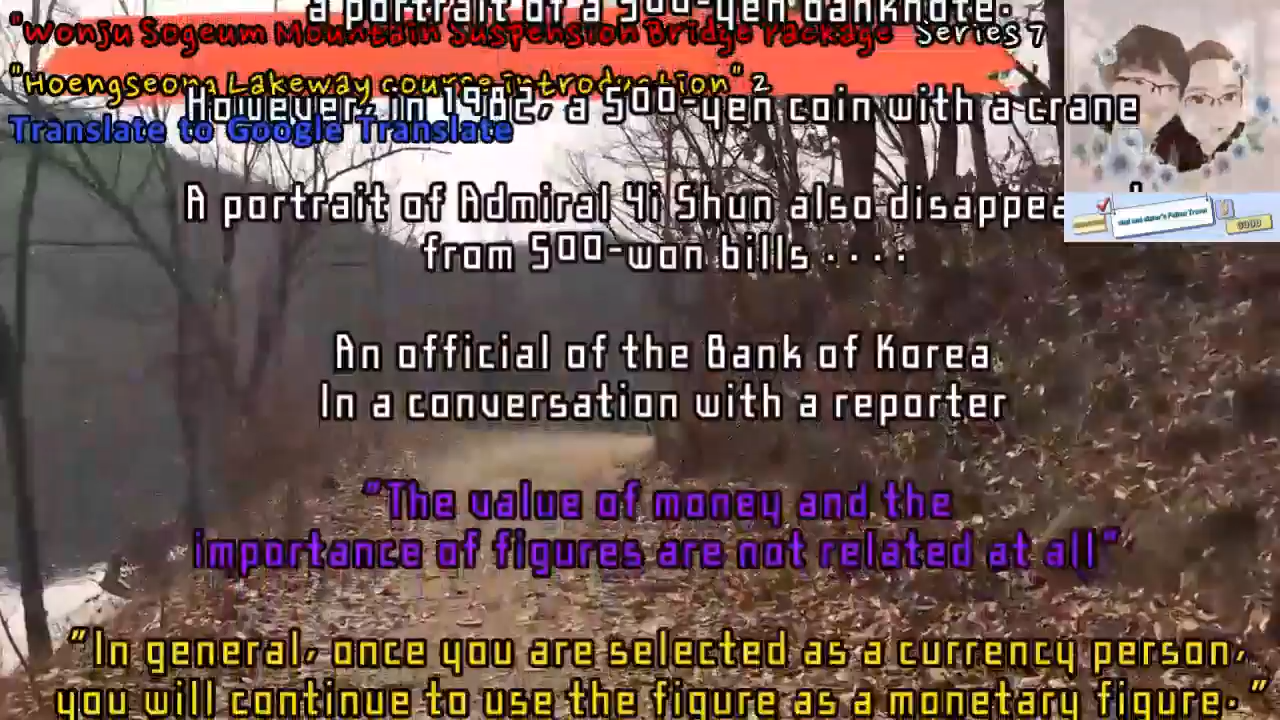 a portrait of a 500-yen banknote.
"Wonju Sogeum Mountain Suspension Bridge Package" Series 7
"Hoengseong Lakeway course introduction" 2
However, in 1982, a 500-yen coin with a crane
Translate to Google Translate
A portrait of Admiral Yi Shun also disappea
from 500-won bills ....
An official of the Bank of Korea
In a conversation with a reporter
"The value of money and the
importance of figures are not related at all"
"In general, once you are selected as a currency person,
you will continue to use the figure as a monetary figure."